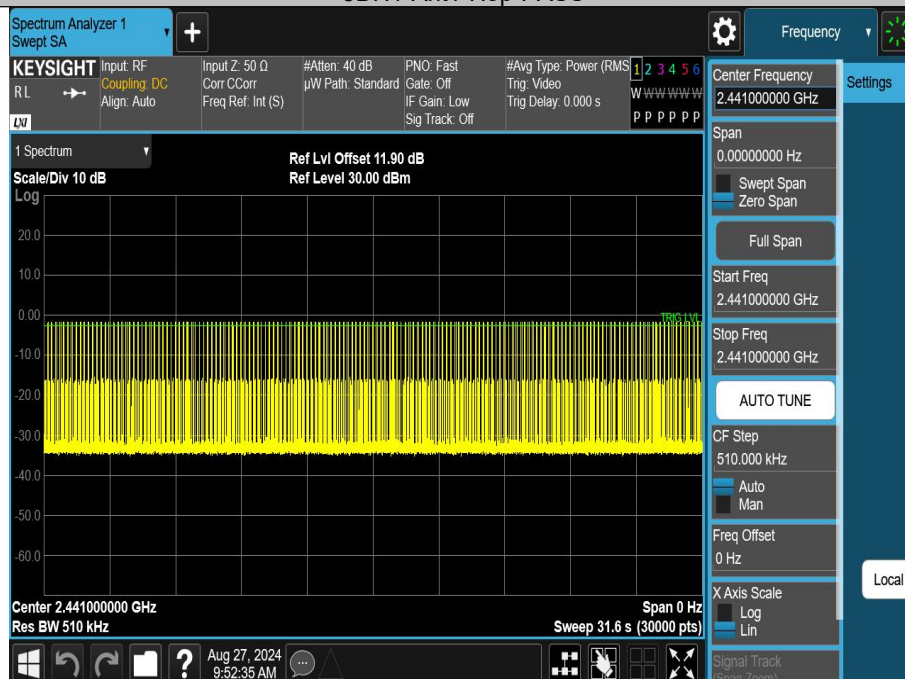 Spectrum Analyzer 1
Swept SA
Frequency
KEYSIGHT
RL
LXI
Input: RF
Coupling: DC
Align: Auto
Input Z: 50 Ω
Corr CCorr
Freq Ref: Int (S)
#Atten: 40 dB
µW Path: Standard
PNO: Fast
Gate: Off
IF Gain: Low
Sig Track: Off
#Avg Type: Power (RMS
Trig: Video
Trig Delay: 0.000 s
1 2 3 4 5 6
W W W W W W
P P P P P P
Center Frequency
2.441000000 GHz
Settings
Span
0.00000000 Hz
Swept Span
Zero Span
Full Span
Start Freq
2.441000000 GHz
Stop Freq
2.441000000 GHz
AUTO TUNE
CF Step
510.000 kHz
Auto
Man
Freq Offset
0 Hz
X Axis Scale
Log
Lin
Signal Track
(Span Zoom)
Local
1 Spectrum
Scale/Div 10 dB
Ref Lvl Offset 11.90 dB
Ref Level 30.00 dBm
Log
20.0
10.0
0.00
TRIG LVL
-10.0
-20.0
-30.0
-40.0
-50.0
-60.0
Center 2.441000000 GHz
Span 0 Hz
Res BW 510 kHz
Sweep 31.6 s (30000 pts)
?
Aug 27, 2024
9:52:35 AM